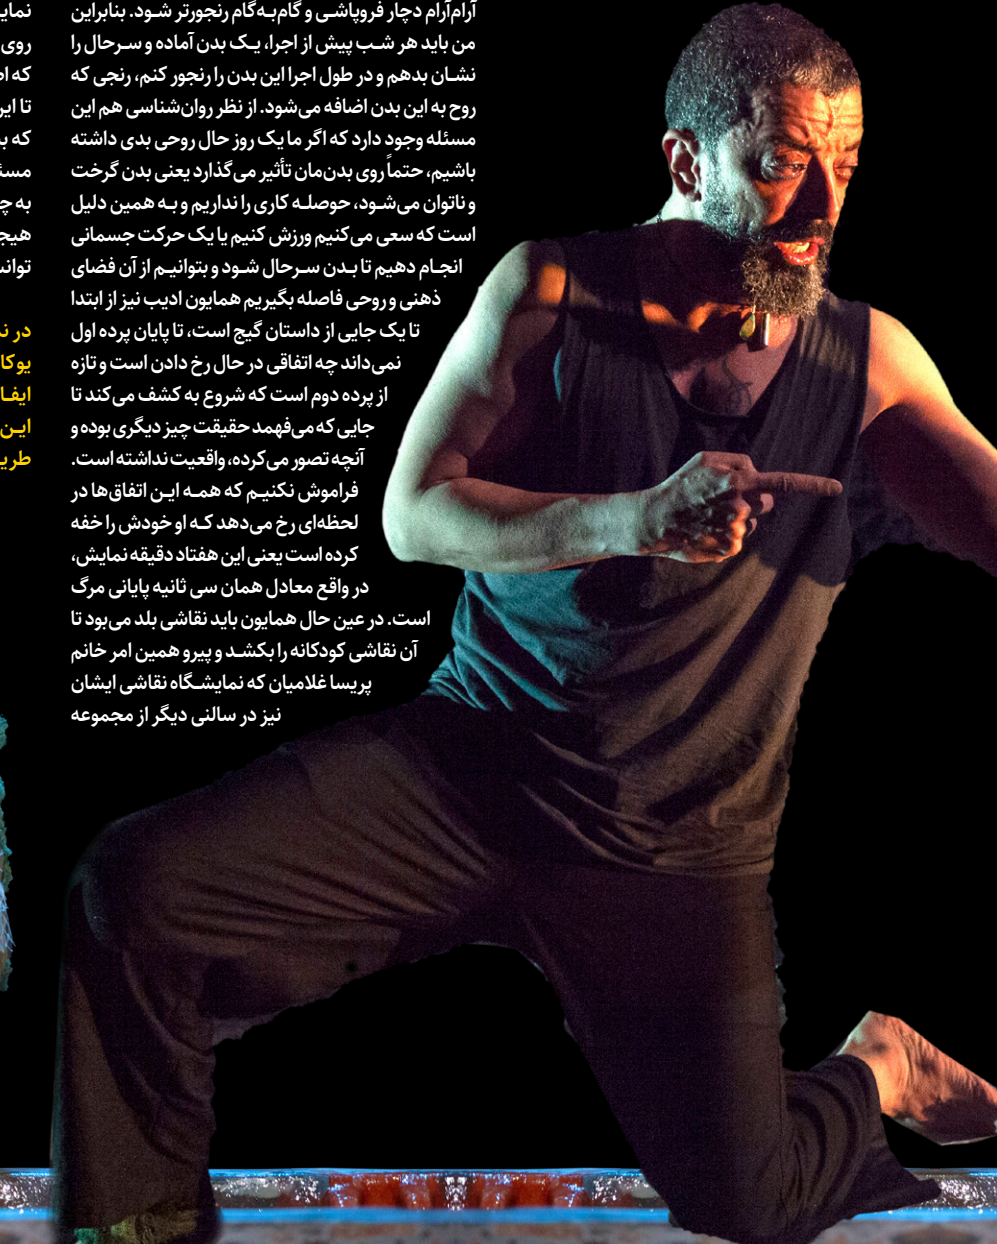 آرام‌آرام دچار فروپاشی و گام‌به‌گام رنجورتر شود. بنابراین
من باید هر شب پیش از اجرا، یک بدن آماده و سرحال را
نشان بدهم و در طول اجرا این بدن را رنجور کنم، رنجی که
روح به این بدن اضافه می‌شود. از نظر روان‌شناسی هم این
مسئله وجود دارد که اگر ما یک روز حال روحی بدی داشته
باشیم، حتماً روی بدن‌مان تأثیر می‌گذارد یعنی بدن گرخت
و ناتوان می‌شود، حوصله کاری را نداریم و به همین دلیل
است که سعی می‌کنیم ورزش کنیم یا یک حرکت جسمانی
انجام دهیم تا بدن سرحال شود و بتوانیم از آن فضای
ذهنی و روحی فاصله بگیریم همایون ادیب نیز از ابتدا
تا یک جایی از داستان گیج است، تا پایان پرده اول
نمی‌داند چه اتفاقی در حال رخ دادن است و تازه
از پرده دوم است که شروع به کشف می‌کند تا
جایی که می‌فهمد حقیقت چیز دیگری بوده و
آنچه تصور می‌کرده، واقعیت نداشته است.
فراموش نکنیم که همه این اتفاق‌ها در
لحظه‌ای رخ می‌دهد که او خودش را خفه
کرده است یعنی این هفتاد دقیقه نمایش،
در واقع معادل همان سی ثانیه پایانی مرگ
است. در عین حال همایون باید نقاشی بلد می‌بود تا
آن نقاشی کودکانه را بکشد و پیرو همین امر خانم
پریسا غلامیان که نمایشگاه نقاشی ایشان
نیز در سالنی دیگر از مجموعه
روی
که
تا
در